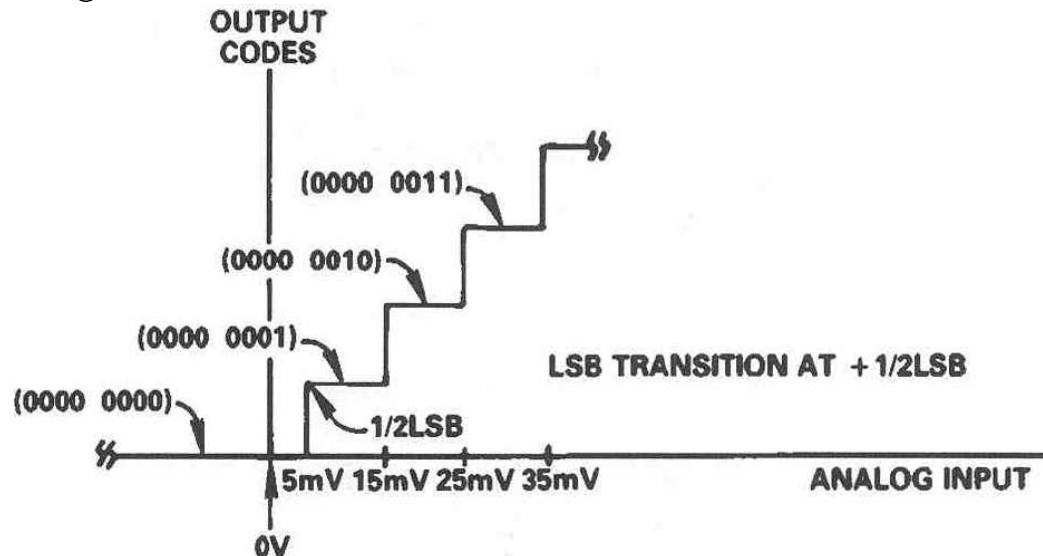 OUTPUT
CODES
(0000 0011)
(0000 0010)
(0000 0001)
LSB TRANSITION AT + 1/2LSB
(0000 0000)
1/2LSB
5mV 15mV 25mV 35mV
ANALOG INPUT
0V